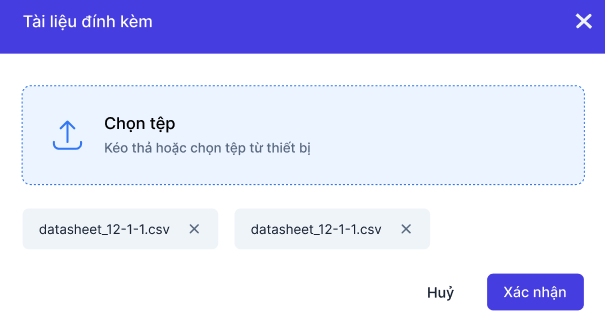 Tài liệu đính kèm
Chọn tệp
Kéo thả hoặc chọn tệp từ thiết bị
datasheet_12-1-1.csv
datasheet_12-1-1.csv
Huỷ
Xác nhận